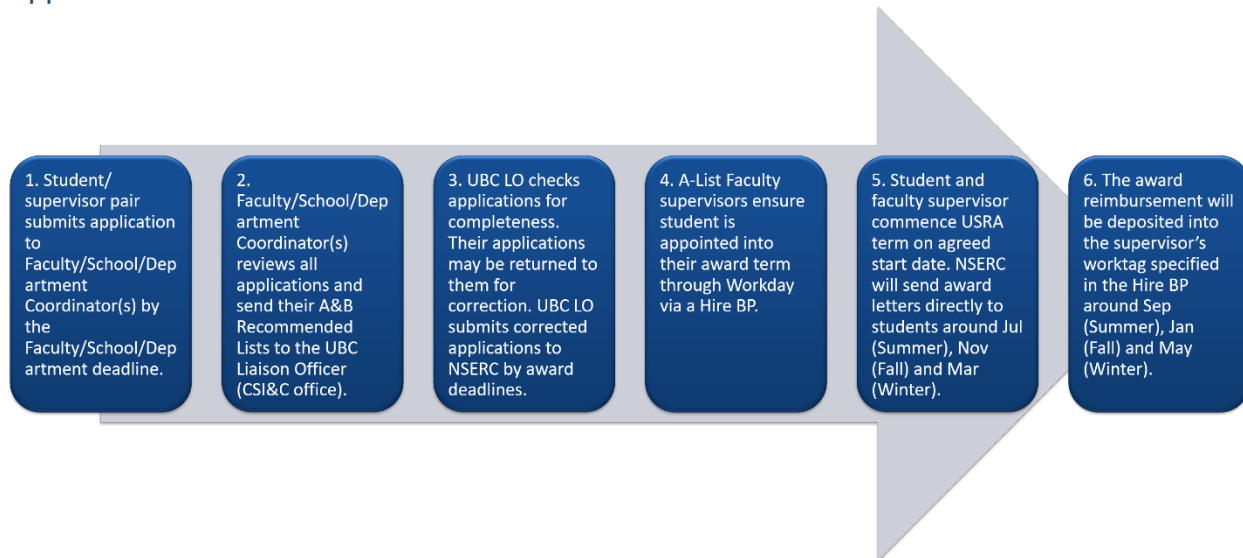 1. Student/
supervisor pair
submits application
to
Faculty/School/Dep
artment
Coordinator(s) by
the
Faculty/School/Dep
artment deadline.
2.
Faculty/School/Dep
artment
Coordinator(s)
reviews all
applications and
send their A&B
Recommended
Lists to the UBC
Liaison Officer
(CSI&C office).
3. UBC LO checks
applications for
completeness.
Their applications
may be returned to
them for
correction. UBC LO
submits corrected
applications to
NSERC by award
deadlines.
4. A-List Faculty
supervisors ensure
student is
appointed into
their award term
through Workday
via a Hire BP.
5. Student and
faculty supervisor
commence USRA
term on agreed
start date. NSERC
will send award
letters directly to
students around Jul
(Summer), Nov
(Fall) and Mar
(Winter).
6. The award
reimbursement will
be deposited into
the supervisor’s
worktag specified
in the Hire BP
around Sep
(Summer), Jan
(Fall) and May
(Winter).